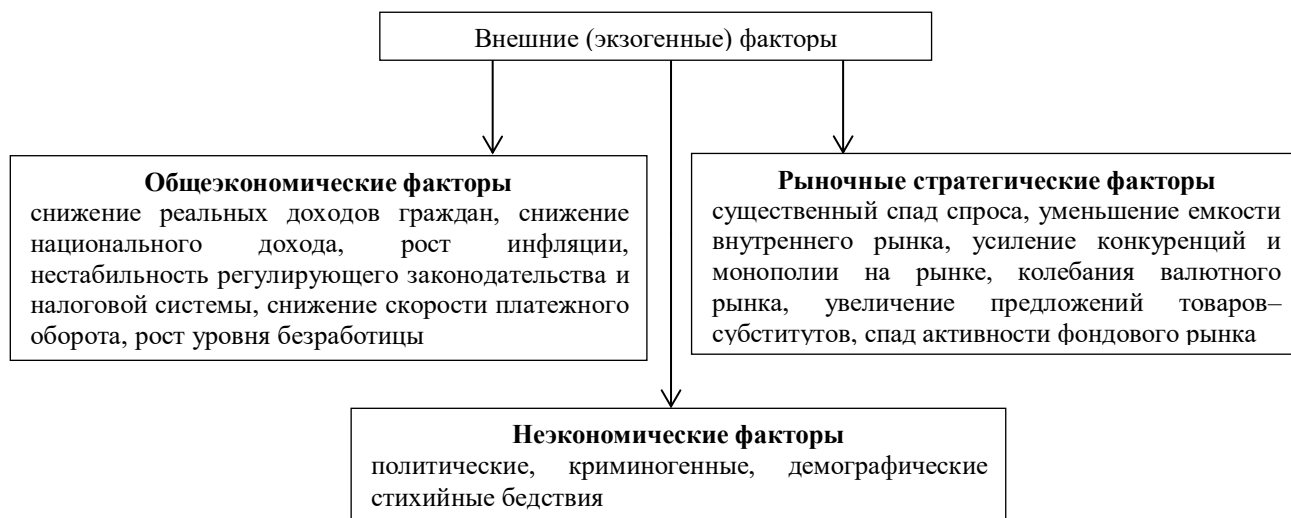 Внешние (экзогенные) факторы
Общеэкономические факторы
снижение реальных доходов граждан, снижение
национального дохода, рост инфляции,
нестабильность регулирующего законодательства и
налоговой системы, снижение скорости платежного
оборота, рост уровня безработицы
Рыночные стратегические факторы
существенный спад спроса, уменьшение емкости
внутреннего рынка, усиление конкуренций и
монополии на рынке, колебания валютного
рынка, увеличение предложений товаров–
субститутов, спад активности фондового рынка
Неэкономические факторы
политические, криминогенные, демографические
стихийные бедствия